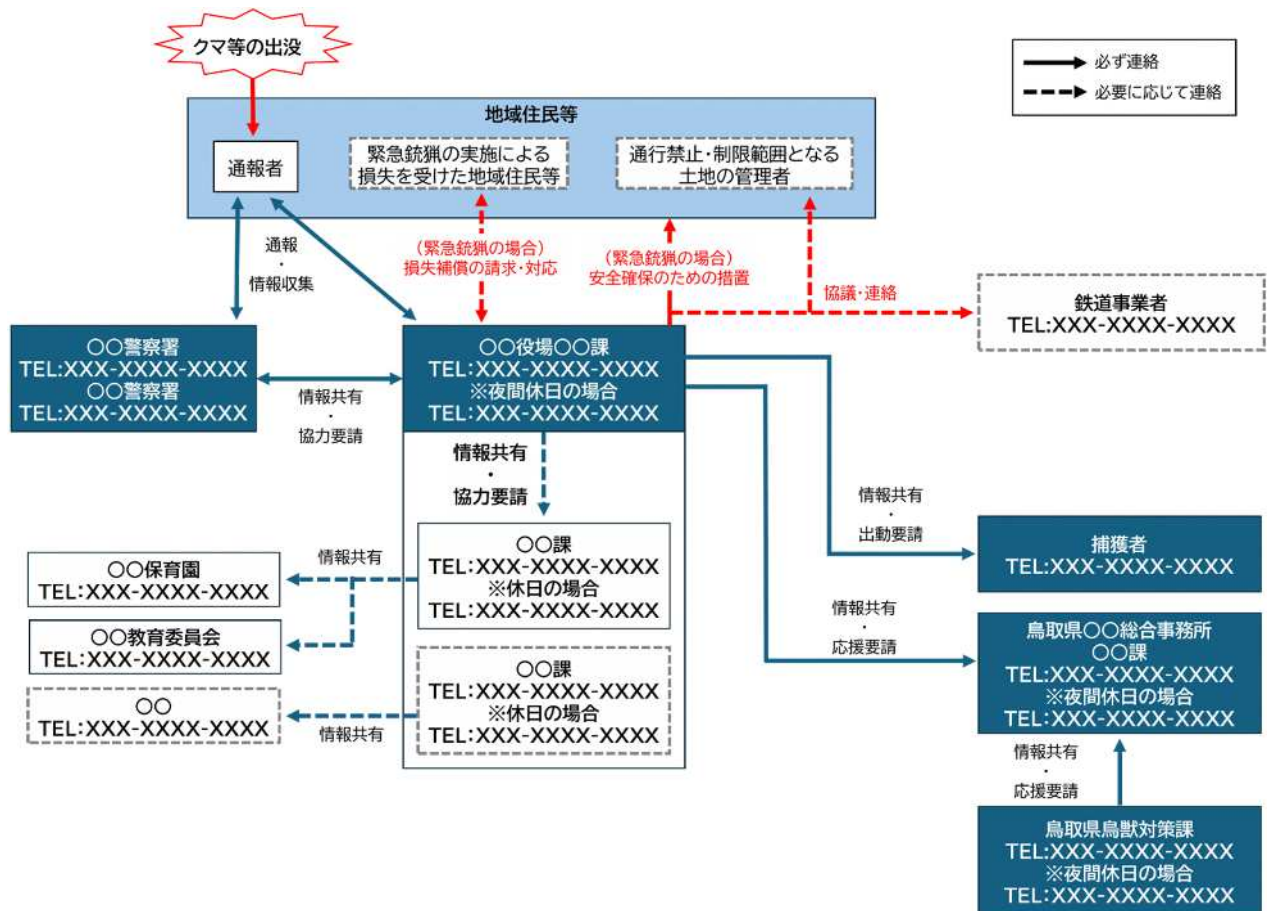 クマ等の出没
必ず連絡
必要に応じて連絡
地域住民等
通報者
緊急銃猟の実施による
損失を受けた地域住民等
通行禁止・制限範囲となる
土地の管理者
通報
・
情報収集
（緊急銃猟の場合）
損失補償の請求・対応
（緊急銃猟の場合）
安全確保のための措置
協議・連絡
鉄道事業者
TEL:XXX-XXXX-XXXX
〇〇警察署
TEL:XXX-XXXX-XXXX
〇〇警察署
TEL:XXX-XXXX-XXXX
情報共有
・
協力要請
〇〇役場〇〇課
TEL:XXX-XXXX-XXXX
※夜間休日の場合
TEL:XXX-XXXX-XXXX
情報共有
・
協力要請
〇〇課
TEL:XXX-XXXX-XXXX
※休日の場合
TEL:XXX-XXXX-XXXX
〇〇課
TEL:XXX-XXXX-XXXX
※休日の場合
TEL:XXX-XXXX-XXXX
情報共有
〇〇保育園
TEL:XXX-XXXX-XXXX
〇〇教育委員会
TEL:XXX-XXXX-XXXX
〇〇
TEL:XXX-XXXX-XXXX
情報共有
情報共有
・
出動要請
捕獲者
TEL:XXX-XXXX-XXXX
情報共有
・
応援要請
鳥取県〇〇総合事務所
〇〇課
TEL:XXX-XXXX-XXXX
※夜間休日の場合
TEL:XXX-XXXX-XXXX
情報共有
・
応援要請
鳥取県鳥獣対策課
TEL:XXX-XXXX-XXXX
※夜間休日の場合
TEL:XXX-XXXX-XXXX